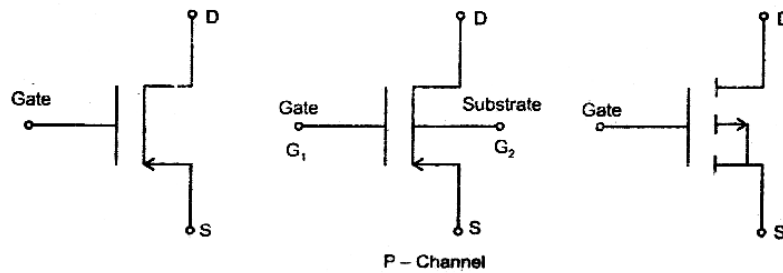 D D D
Gate Gate Substrate Gate
G₁ G₂
S S S
P – Channel